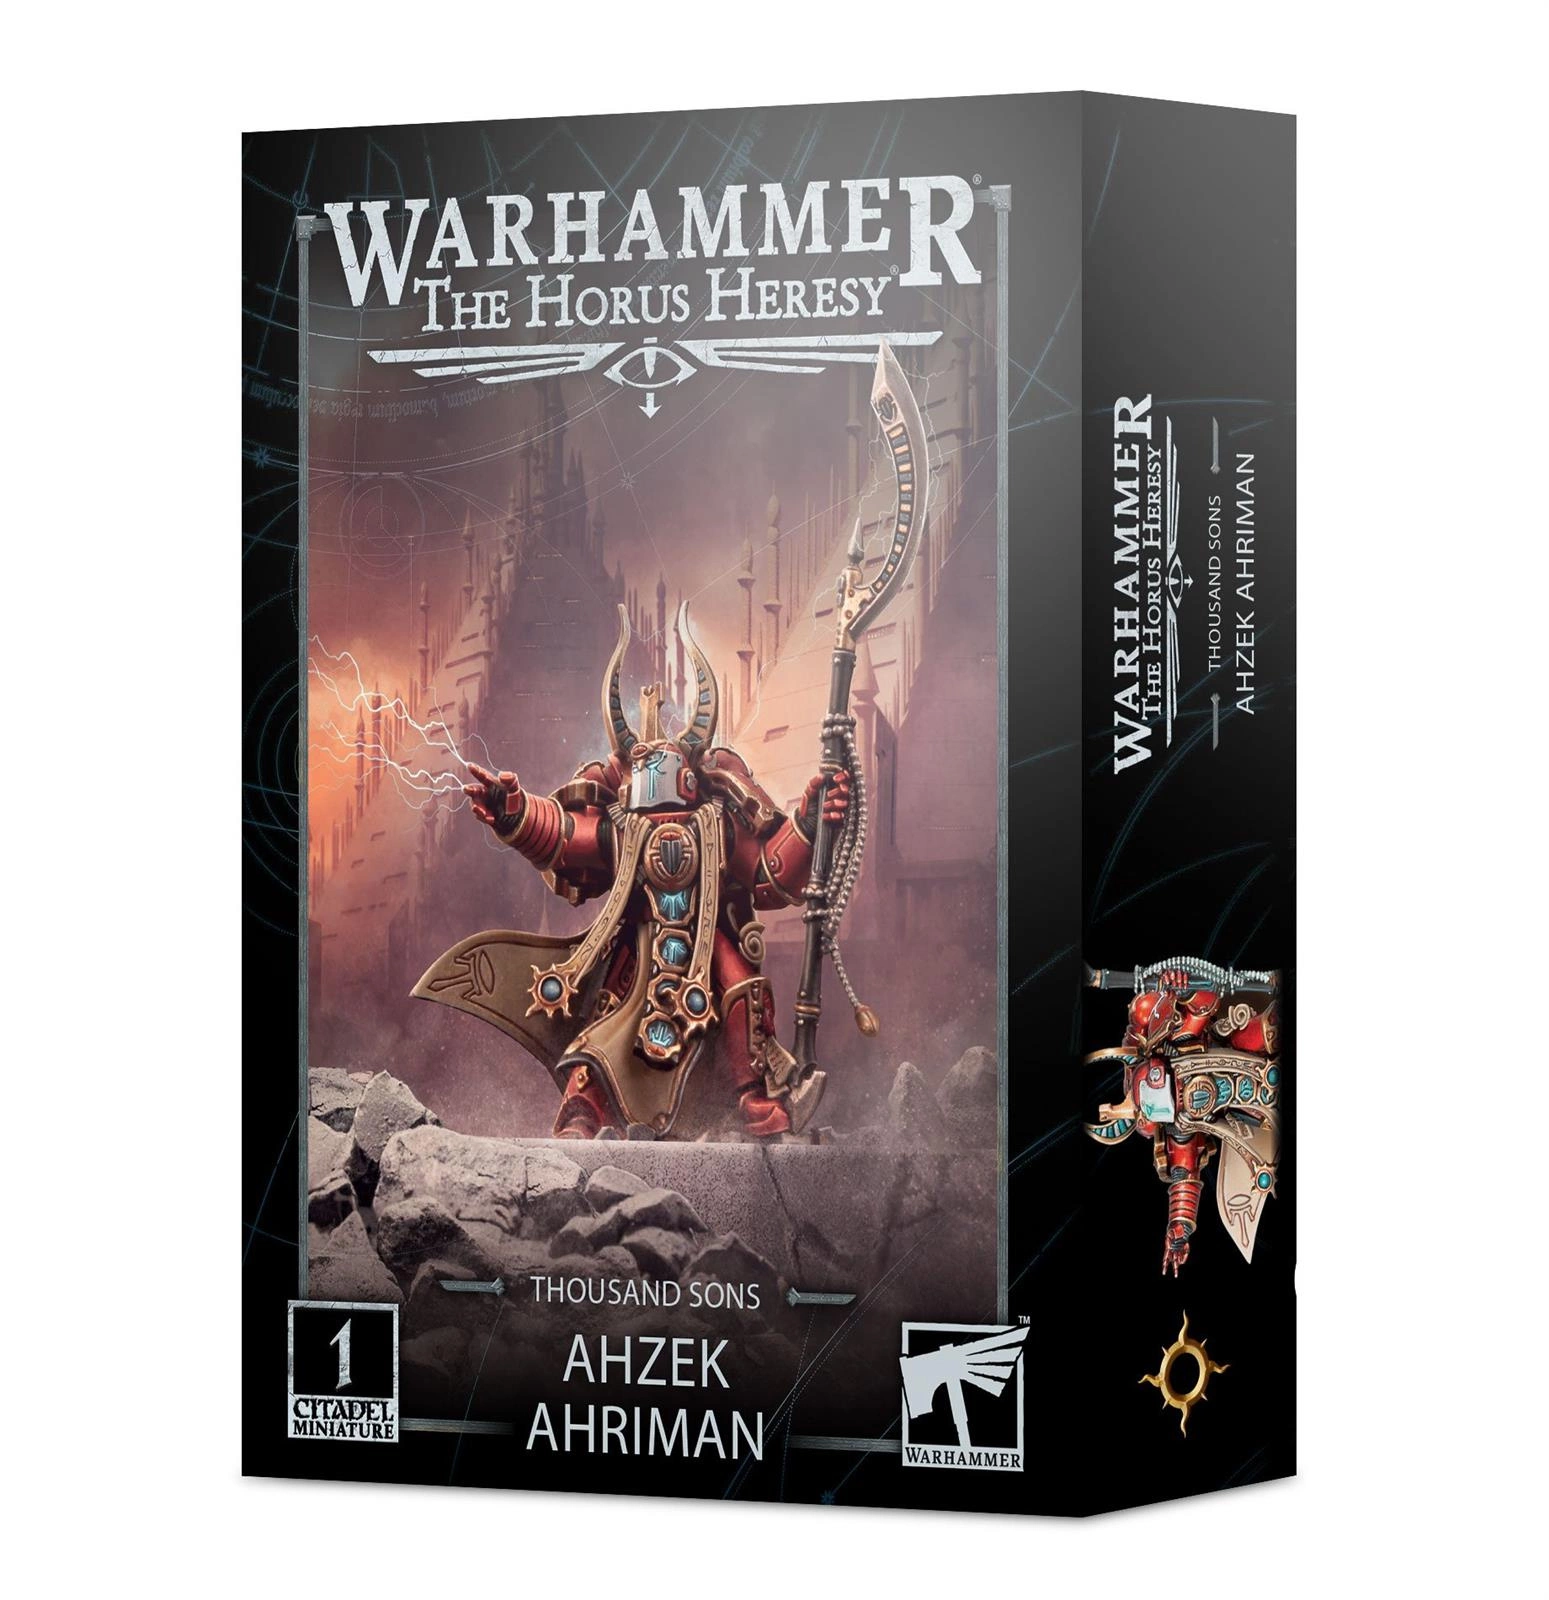 WARHAMMER®
THE HORUS HERESY®
THOUSAND SONS
AHZEK
AHRIMAN
1
CITADEL
MINIATURE
™
WARHAMMER
WARHAMMER
THE HORUS HERESY
THOUSAND SONS
AHZEK AHRIMAN